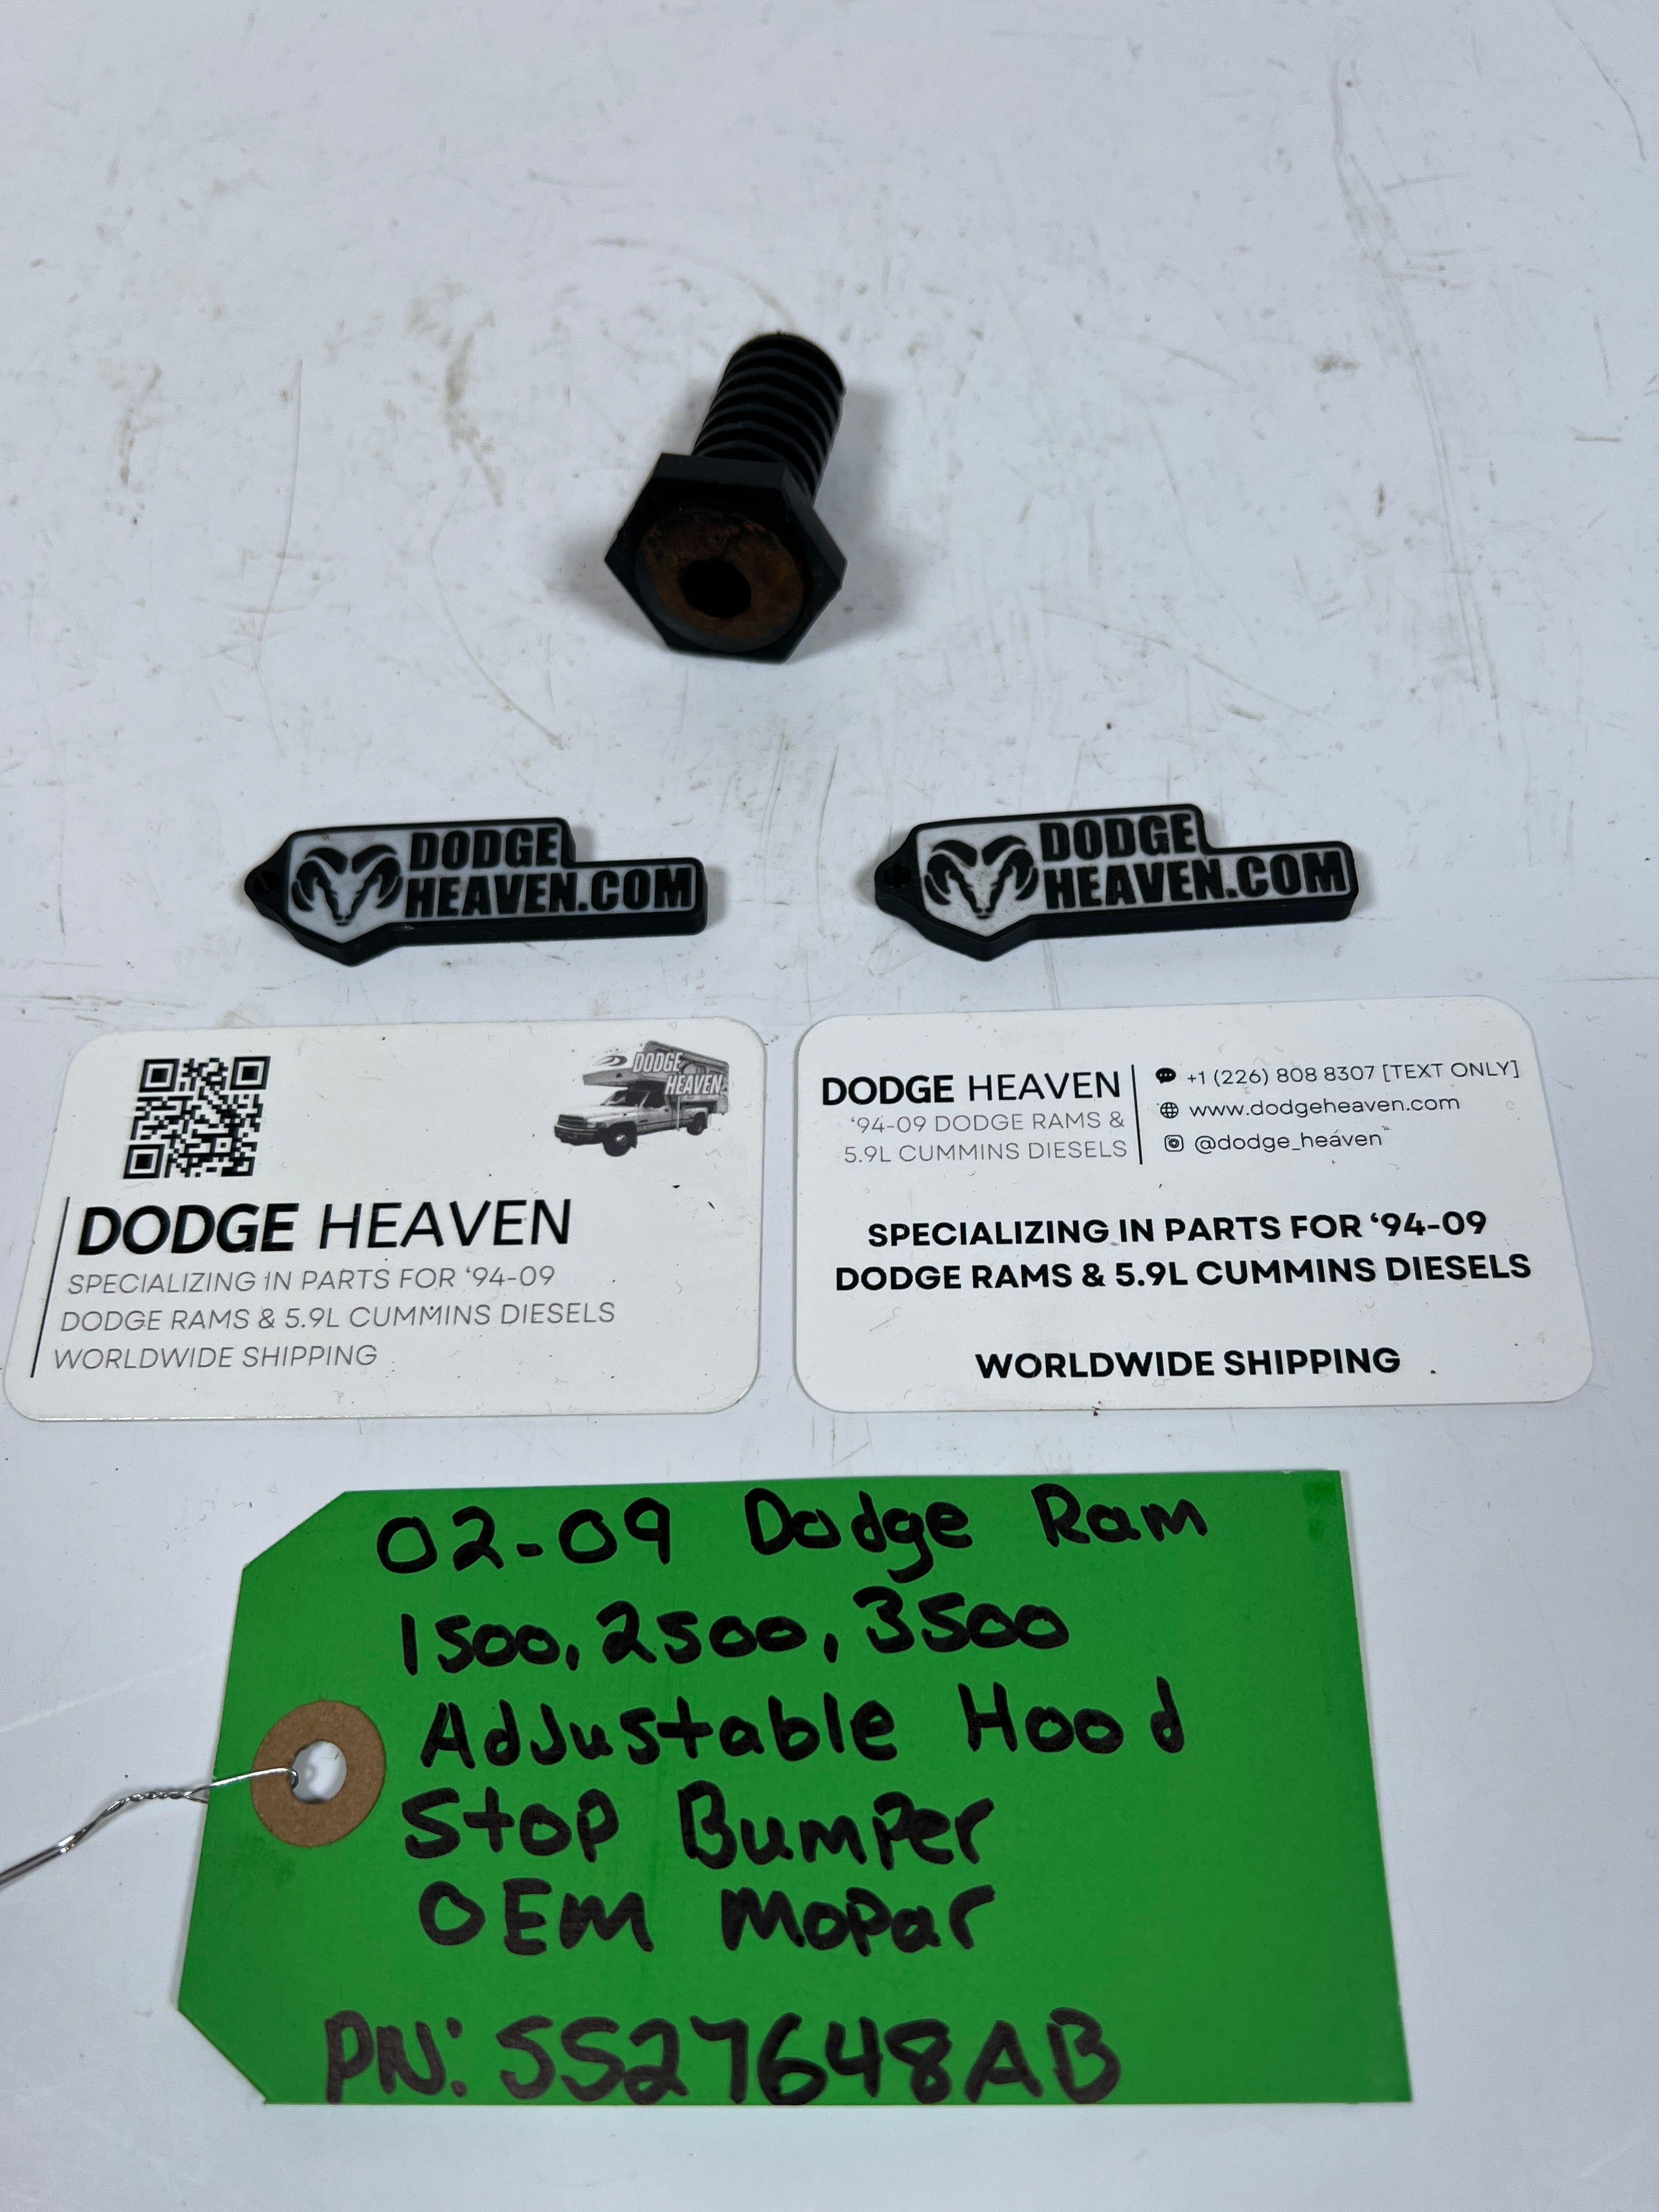 DODGE
HEAVEN.COM
DODGE
HEAVEN.COM
DODGE
HEAVEN
DODGE HEAVEN
SPECIALIZING IN PARTS FOR ‘94-09
DODGE RAMS & 5.9L CUMMINS DIESELS
WORLDWIDE SHIPPING
DODGE HEAVEN
‘94-09 DODGE RAMS &
5.9L CUMMINS DIESELS
+1 (226) 808 8307 [TEXT ONLY]
www.dodgeheaven.com
@dodge_heaven
SPECIALIZING IN PARTS FOR ‘94-09
DODGE RAMS & 5.9L CUMMINS DIESELS
WORLDWIDE SHIPPING
02-09 Dodge Ram
1500, 2500, 3500
Adjustable Hood
Stop Bumper
OEM Mopar
PN: 5527648AB